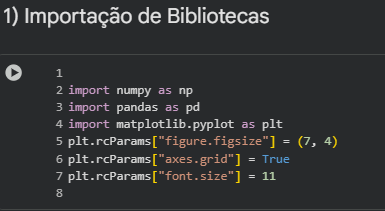 1) Importação de Bibliotecas
1
2 import numpy as np
3 import pandas as pd
4 import matplotlib.pyplot as plt
5 plt.rcParams["figure.figsize"] = (7, 4)
6 plt.rcParams["axes.grid"] = True
7 plt.rcParams["font.size"] = 11
8